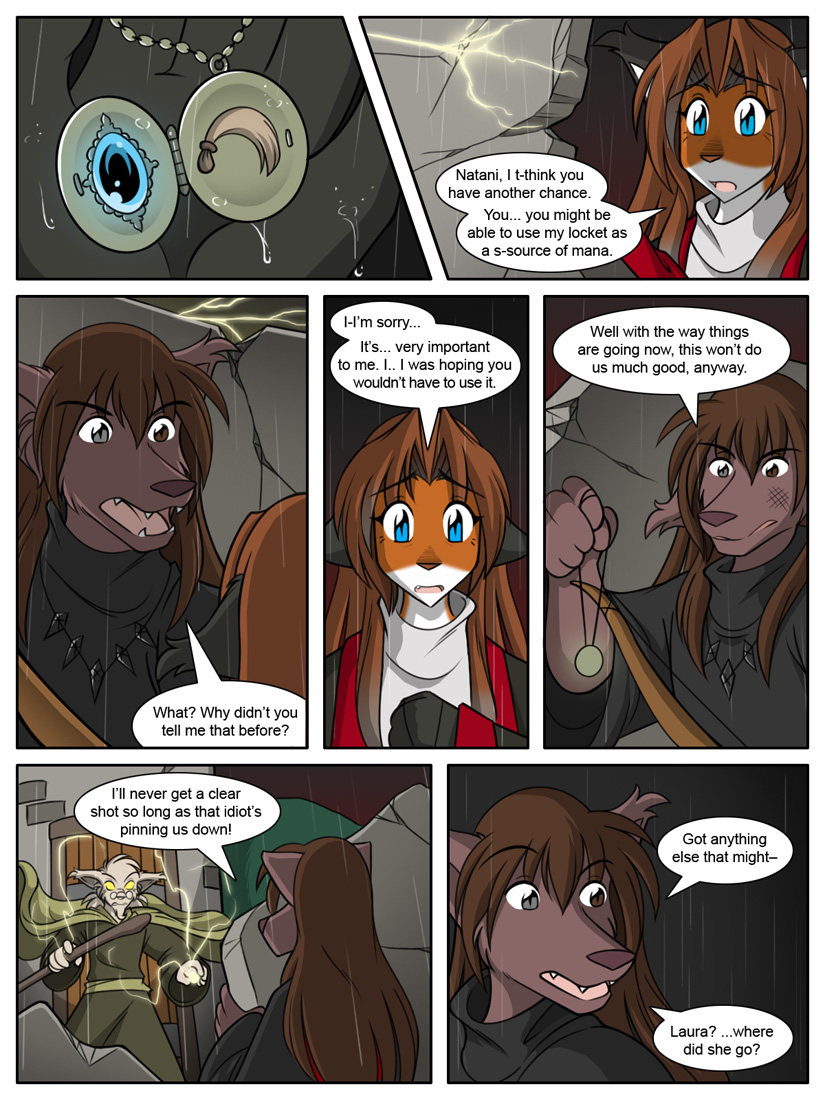 Natani, I t-think you
have another chance.
You... you might be
able to use my locket as
a s-source of mana.
What? Why didn't you
tell me that before?
I-I'm sorry...
It's... very important
to me. I.. I was hoping you
wouldn't have to use it.
Well with the way things
are going now, this won't do
us much good, anyway.
I'll never get a clear
shot so long as that idiot's
pinning us down!
Got anything
else that might–
Laura? ...where
did she go?